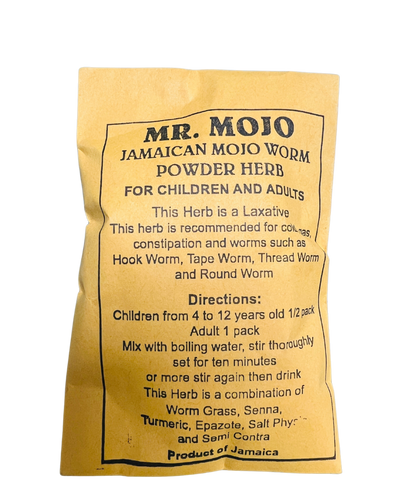 MR. MOJO
JAMAICAN MOJO WORM
POWDER HERB
FOR CHILDREN AND ADULTS
This Herb is a Laxative
This herb is recommended for
constipation and worms such as
Hook Worm, Tape Worm, Thread Worm
and Round Worm
Directions:
Children from 4 to 12 years old 1/2 pack
Adult 1 pack
Mix with boiling water, stir thoroughly
set for ten minutes
or more stir again then drink
This Herb is a combination of
Worm Grass, Senna,
Turmeric, Epazote, Salt
and Semi Contra
Product of Jamaica